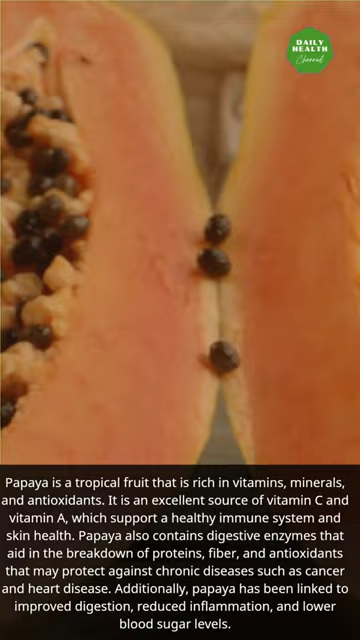 DAILY
HEALTH
Channel
Papaya is a tropical fruit that is rich in vitamins, minerals,
and antioxidants. It is an excellent source of vitamin C and
vitamin A, which support a healthy immune system and
skin health. Papaya also contains digestive enzymes that
aid in the breakdown of proteins, fiber, and antioxidants
that may protect against chronic diseases such as cancer
and heart disease. Additionally, papaya has been linked to
improved digestion, reduced inflammation, and lower
blood sugar levels.